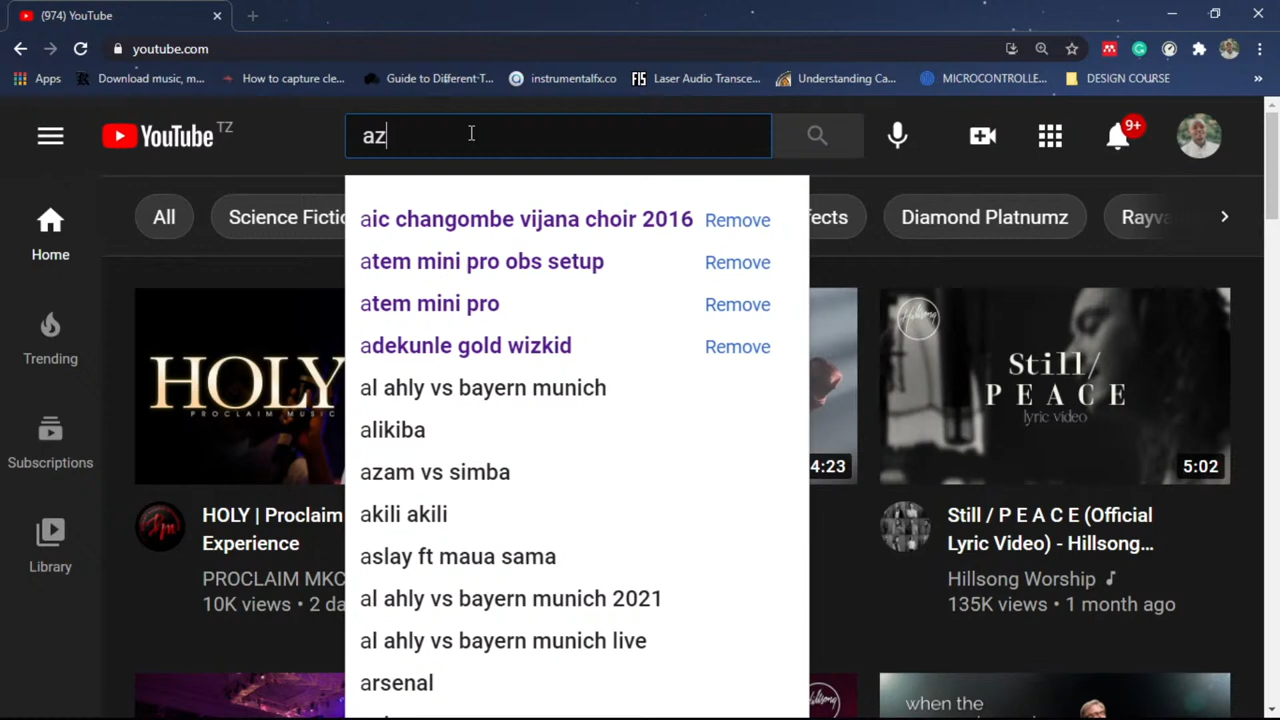 (974) YouTube
youtube.com
Apps
Download music, m...
How to capture cle...
Guide to Different T...
instrumentalfx.co
FIS
Laser Audio Transce...
Understanding Ca...
MICROCONTROLLE...
DESIGN COURSE
»
YouTube TZ
az
9+
All
Science Fictio
fects
Diamond Platnumz
Rayva
aic changombe vijana choir 2016 Remove
atem mini pro obs setup Remove
atem mini pro Remove
adekunle gold wizkid Remove
al ahly vs bayern munich
alikiba
azam vs simba
akili akili
aslay ft maua sama
al ahly vs bayern munich 2021
al ahly vs bayern munich live
arsenal
Home
Trending
Subscriptions
Library
HOLY
PROCLAIM MUSIC
HOLY | Proclaim
Experience
PROCLAIM MKC
10K views • 2 da
4:23
Hillsong
Still/
PEACE
lyric video
5:02
Still / P E A C E (Official
Lyric Video) - Hillsong...
Hillsong Worship
135K views • 1 month ago
when the